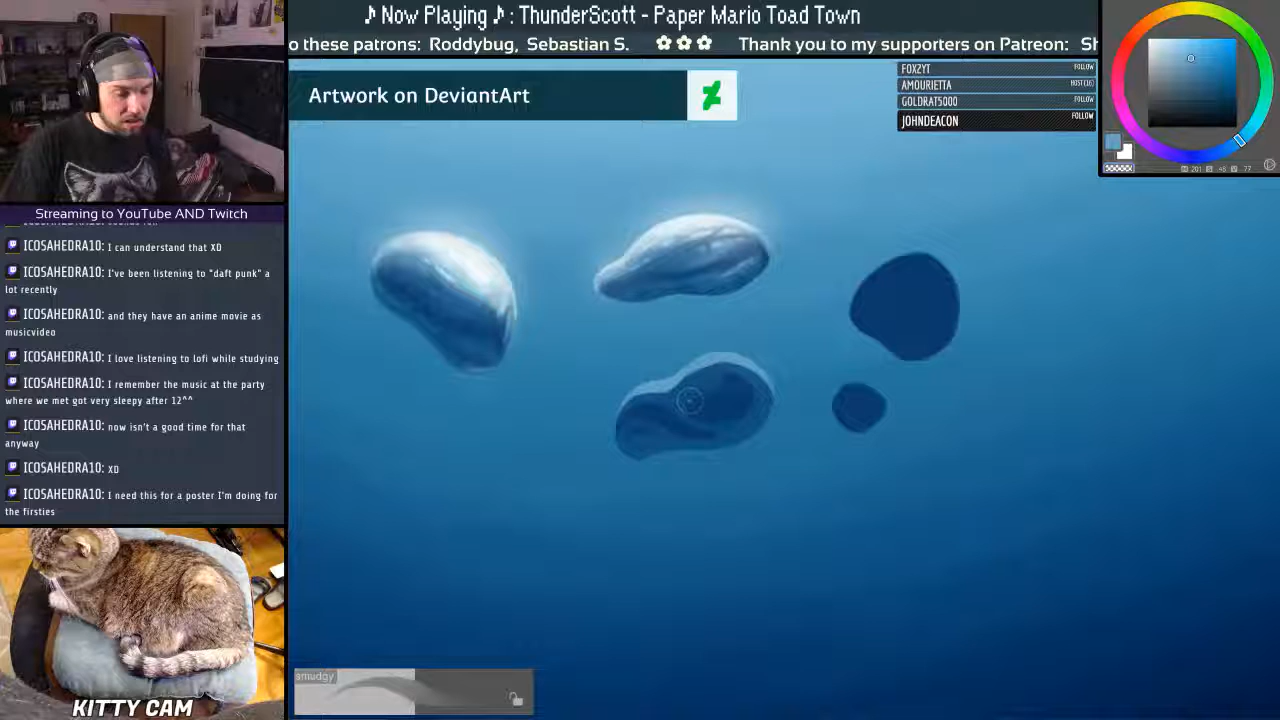 ♪ Now Playing ♪ : ThunderScott - Paper Mario Toad Town
o these patrons: Roddybug, Sebastian S. ✿ ✿ ✿ Thank you to my supporters on Patreon: Sh
Artwork on DeviantArt
FOXZYT FOLLOW
AMOURIETTA HOST(16)
GOLDRAT5000 FOLLOW
JOHNDEACON FOLLOW
201 48 77
Streaming to YouTube AND Twitch
ICOSAHEDRA10: I can understand that XD
ICOSAHEDRA10: I've been listening to "daft punk" a
lot recently
ICOSAHEDRA10: and they have an anime movie as
musicvideo
ICOSAHEDRA10: I love listening to lofi while studying
ICOSAHEDRA10: I remember the music at the party
where we met got very sleepy after 12^^
ICOSAHEDRA10: now isn't a good time for that
anyway
ICOSAHEDRA10: XD
ICOSAHEDRA10: I need this for a poster I'm doing for
the firsties
KITTY CAM
smudgy